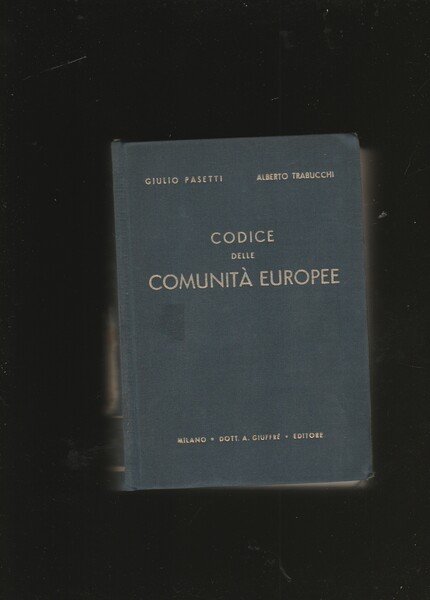 GIULIO PASETTI ALBERTO TRABUCCHI
CODICE
DELLE
COMUNITÀ EUROPEE
MILANO • DOTT. A. GIUFFRÈ • EDITORE